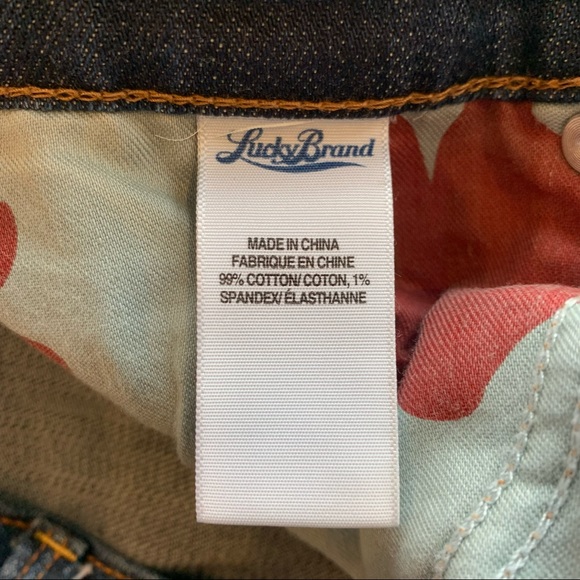 Lucky Brand
MADE IN CHINA
FABRIQUE EN CHINE
99% COTTON/ COTON, 1%
SPANDEX/ ÉLASTHANNE